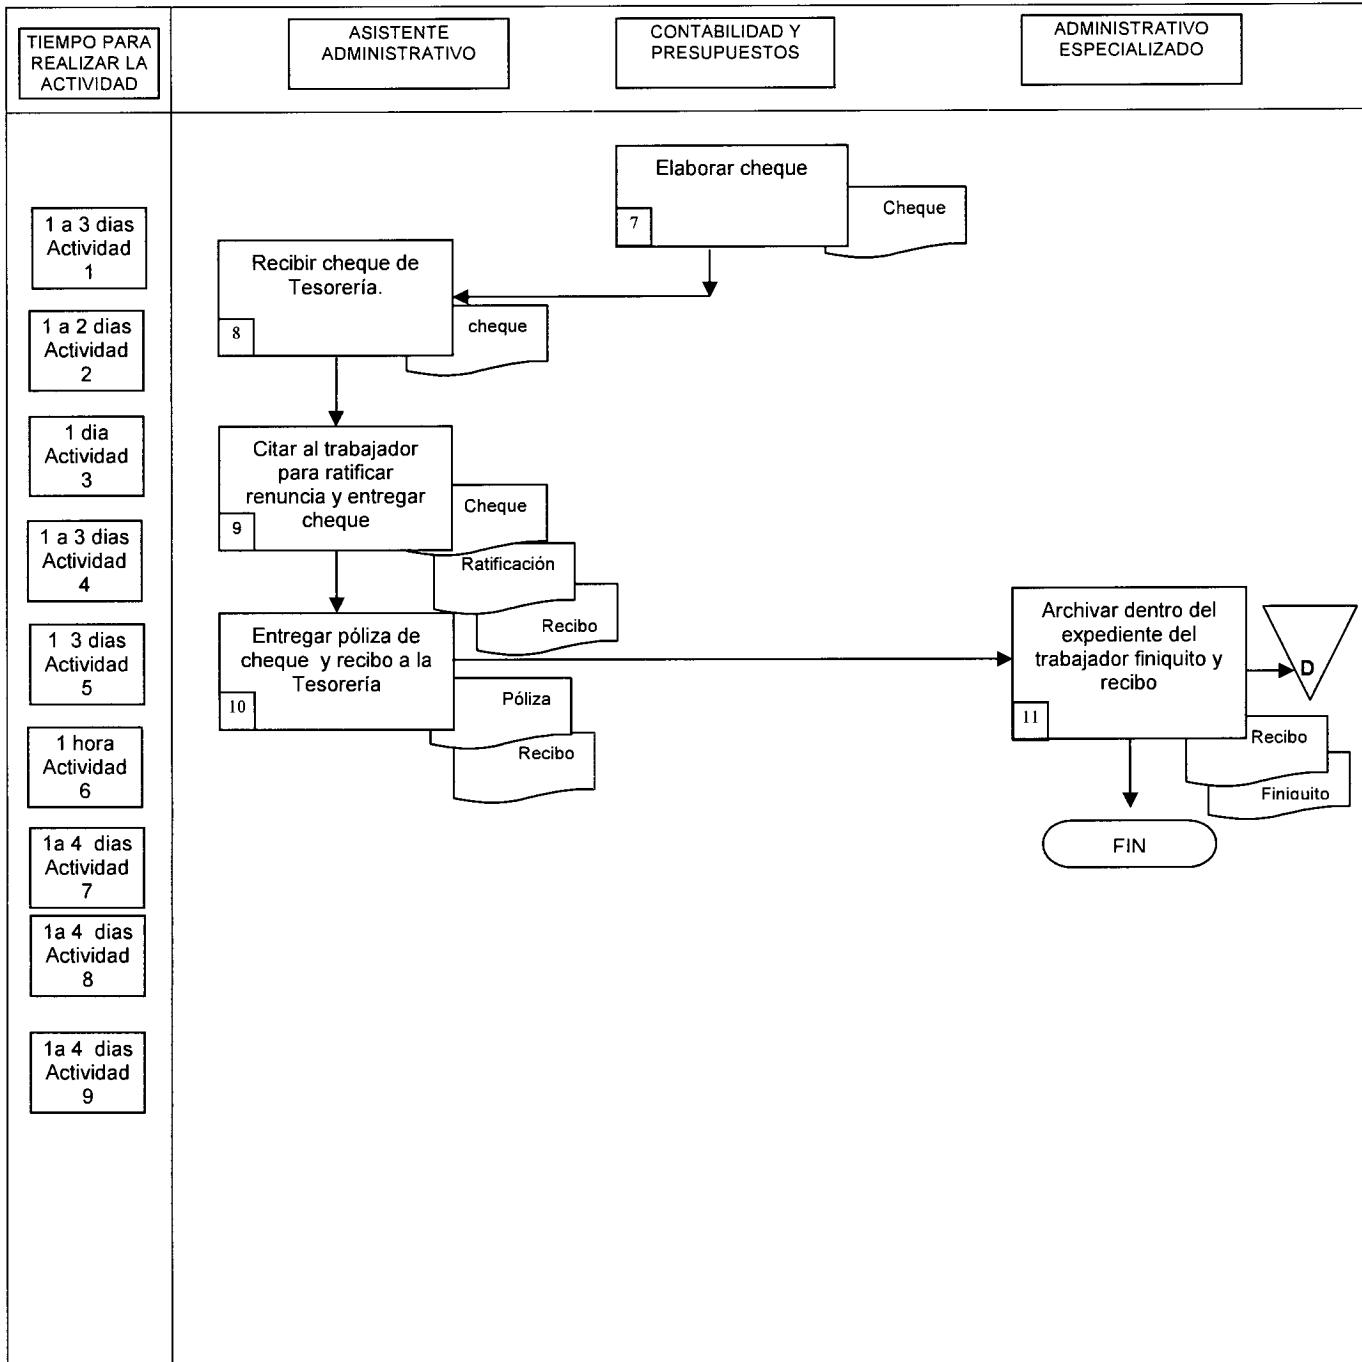 TIEMPO PARA
REALIZAR LA
ACTIVIDAD
ASISTENTE
ADMINISTRATIVO
CONTABILIDAD Y
PRESUPUESTOS
ADMINISTRATIVO
ESPECIALIZADO
1 a 3 dias
Actividad
1
1 a 2 dias
Actividad
2
1 dia
Actividad
3
1 a 3 dias
Actividad
4
1 3 dias
Actividad
5
1 hora
Actividad
6
1a 4 dias
Actividad
7
1a 4 dias
Actividad
8
1a 4 dias
Actividad
9
Elaborar cheque
7
Cheque
Recibir cheque de
Tesorería.
8
cheque
Citar al trabajador
para ratificar
renuncia y entregar
cheque
9
Cheque
Ratificación
Recibo
Entregar póliza de
cheque y recibo a la
Tesorería
10
Póliza
Recibo
Archivar dentro del
expediente del
trabajador finiquito y
recibo
11
D
Recibo
Finiquito
FIN